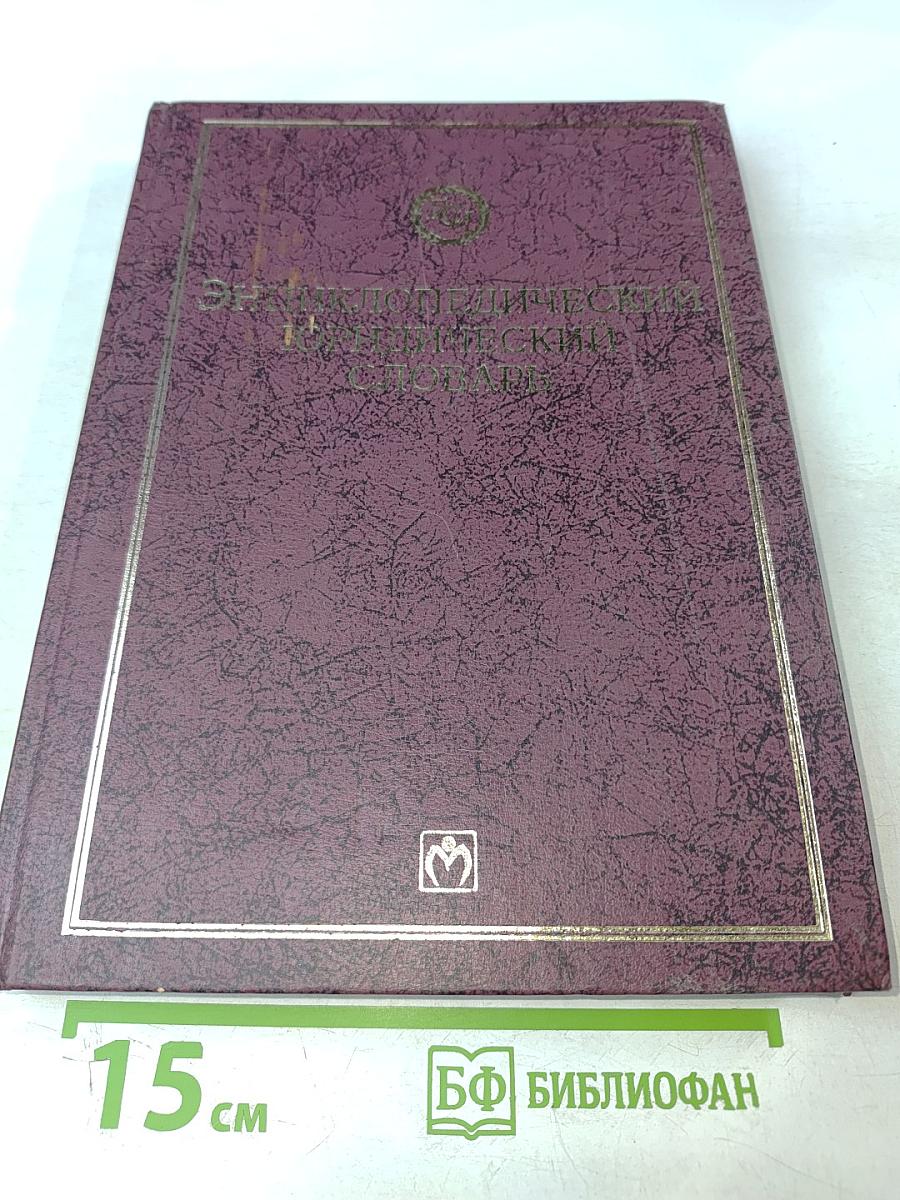 ЭНЦИКЛОПЕДИЧЕСКИЙ
ЮРИДИЧЕСКИЙ
СЛОВАРЬ
15 см
БФ БИБЛИОФАН